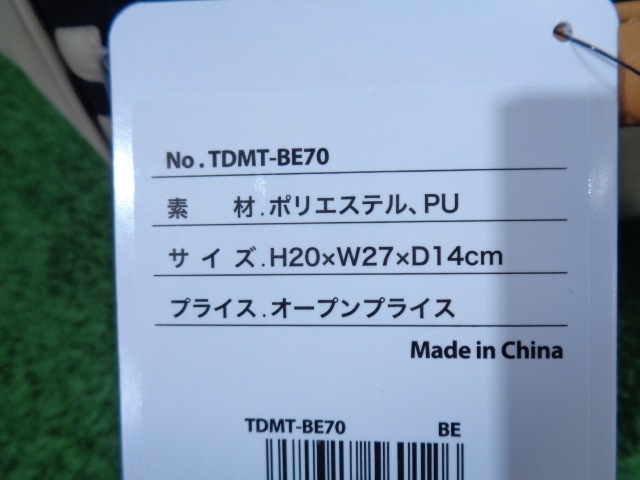 No.TDMT-BE70
素 材.ポリエステル、PU
サ イ ズ.H20×W27×D14cm
プライス.オープンプライス
Made in China
TDMT-BE70 BE